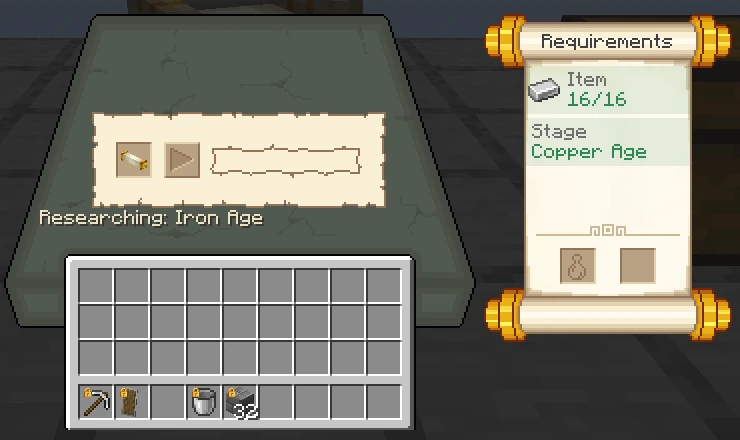 Requirements
Item
16/16
Stage
Copper Age
Researching: Iron Age
32